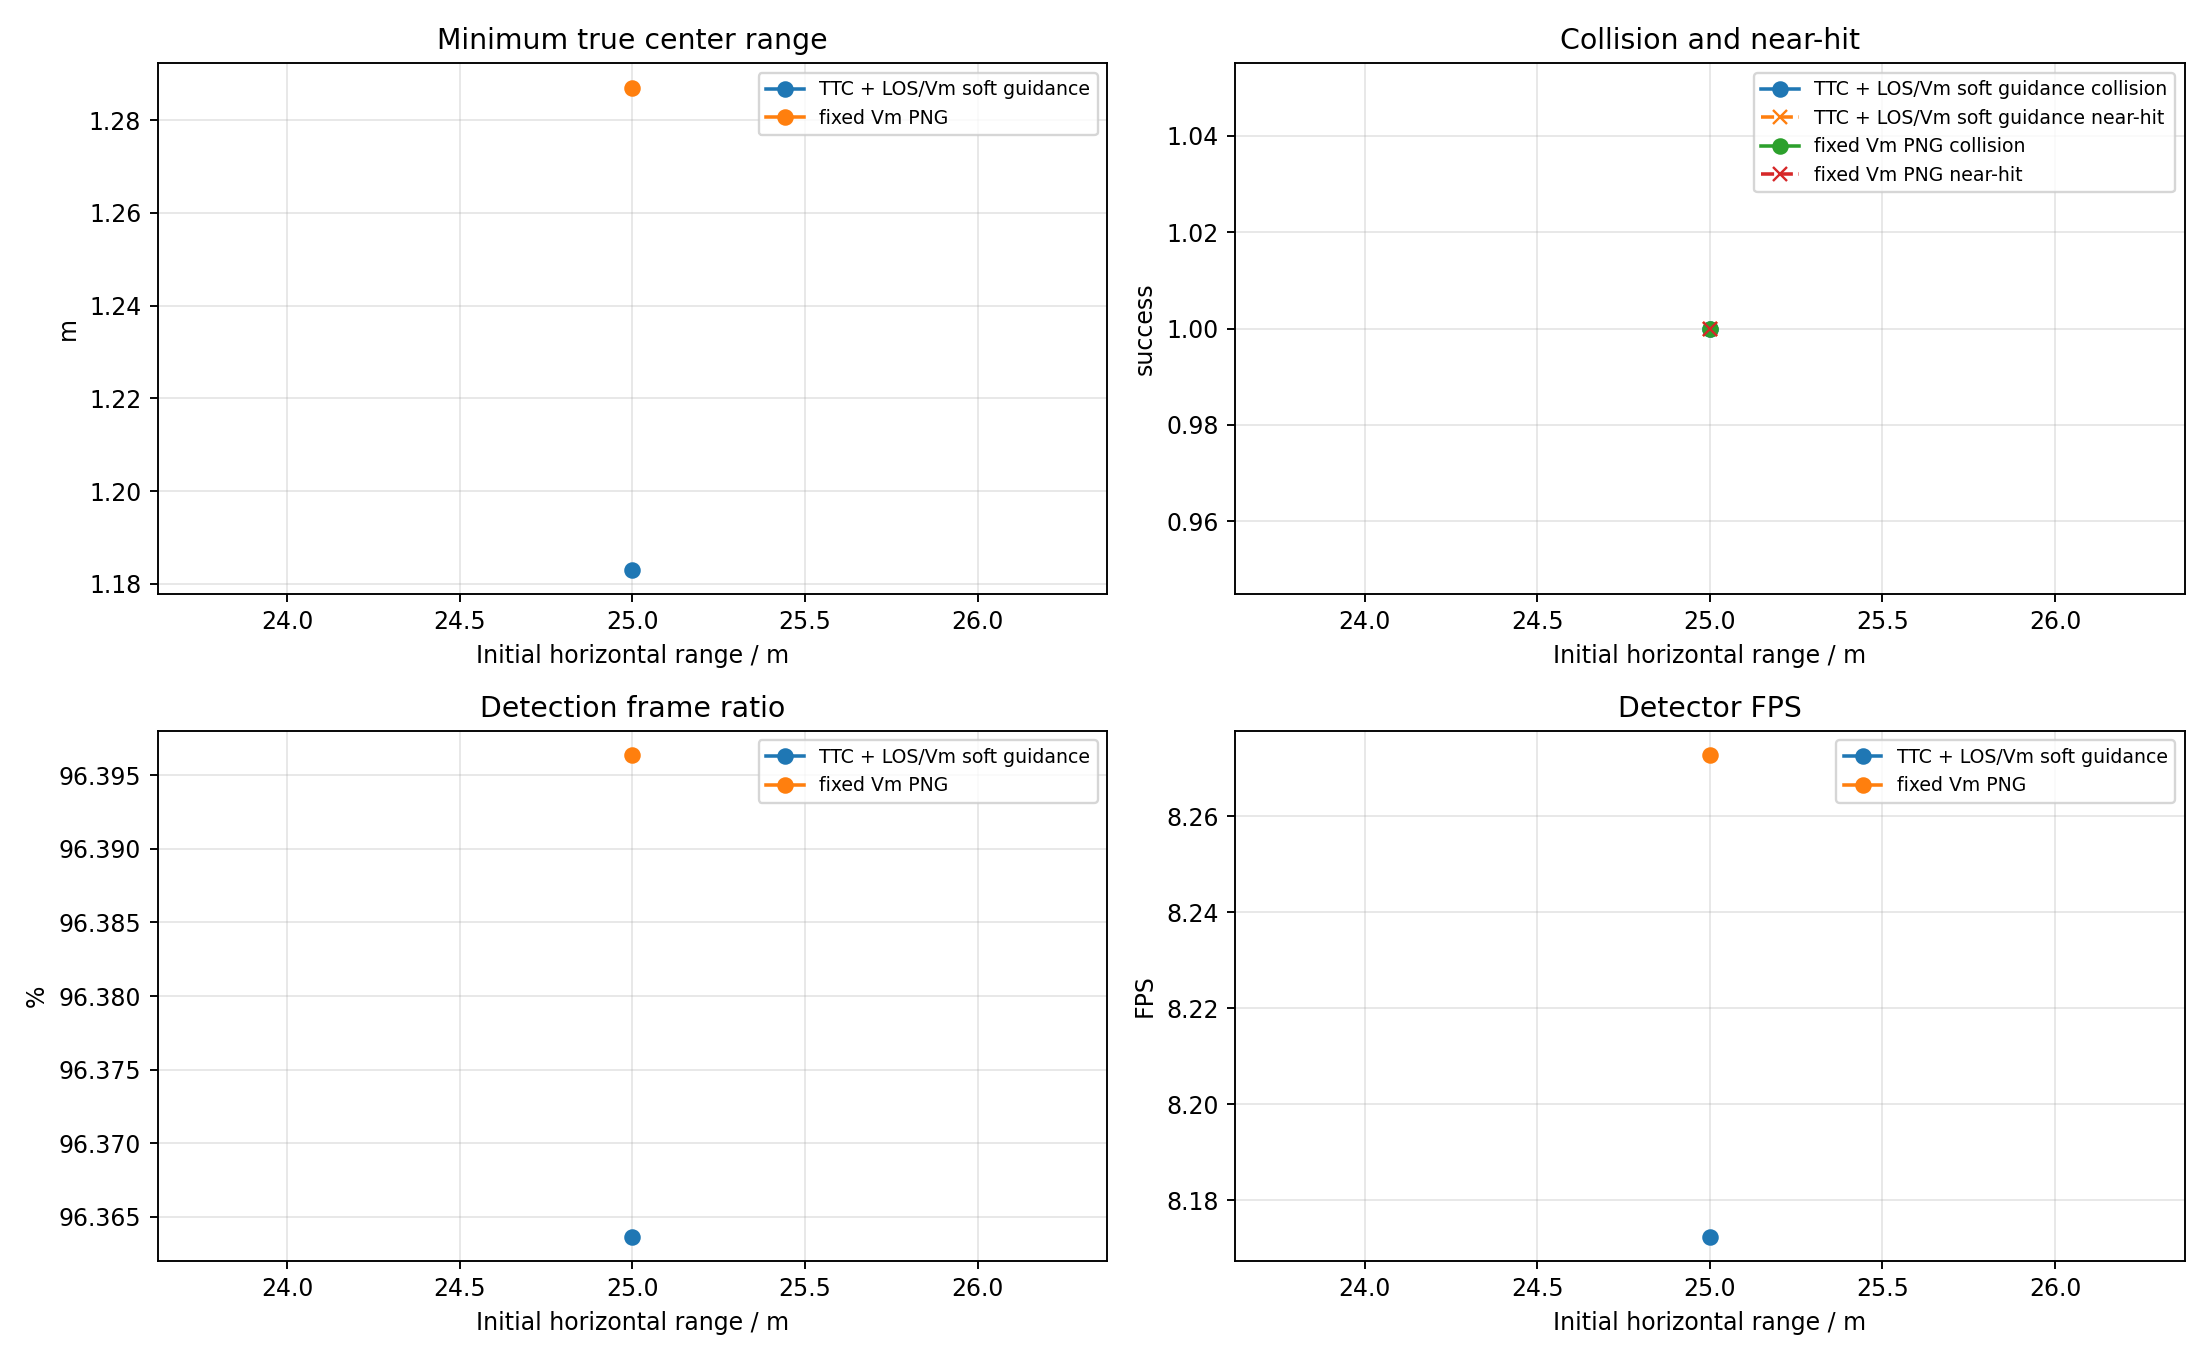 Minimum true center range
TTC + LOS/Vm soft guidance
fixed Vm PNG
1.28
1.26
1.24
1.22
1.20
1.18
m
24.0 24.5 25.0 25.5 26.0
Initial horizontal range / m
Collision and near-hit
TTC + LOS/Vm soft guidance collision
TTC + LOS/Vm soft guidance near-hit
fixed Vm PNG collision
fixed Vm PNG near-hit
1.04
1.02
1.00
0.98
0.96
success
24.0 24.5 25.0 25.5 26.0
Initial horizontal range / m
Detection frame ratio
TTC + LOS/Vm soft guidance
fixed Vm PNG
96.395
96.390
96.385
96.380
96.375
96.370
96.365
%
24.0 24.5 25.0 25.5 26.0
Initial horizontal range / m
Detector FPS
TTC + LOS/Vm soft guidance
fixed Vm PNG
8.26
8.24
8.22
8.20
8.18
FPS
24.0 24.5 25.0 25.5 26.0
Initial horizontal range / m